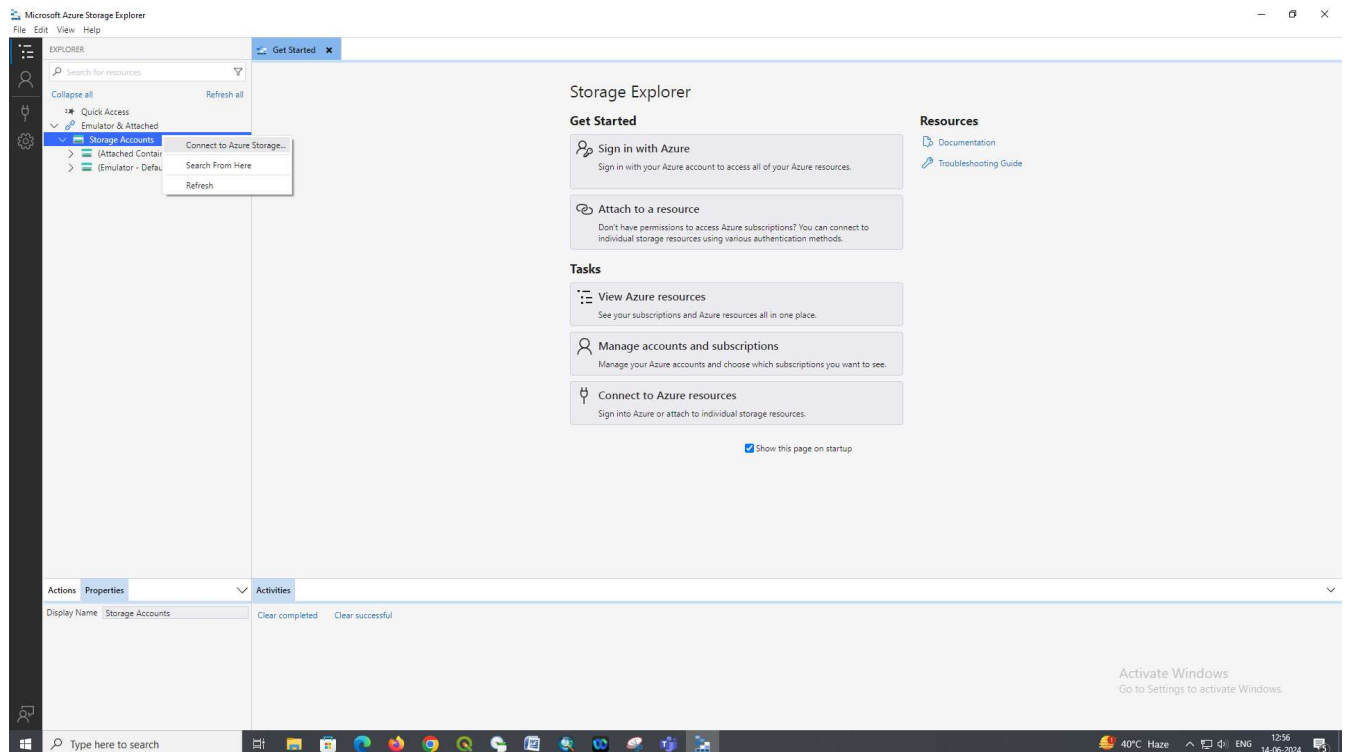 Microsoft Azure Storage Explorer
File Edit View Help
EXPLORER
Get Started
Search for resources
Collapse all Refresh all
Quick Access
Emulator & Attached
Storage Accounts
(Attached Contai
(Emulator - Defau
Connect to Azure Storage...
Search From Here
Refresh
Storage Explorer
Get Started
Sign in with Azure
Sign in with your Azure account to access all of your Azure resources.
Attach to a resource
Don't have permissions to access Azure subscriptions? You can connect to
individual storage resources using various authentication methods.
Tasks
View Azure resources
See your subscriptions and Azure resources all in one place.
Manage accounts and subscriptions
Manage your Azure accounts and choose which subscriptions you want to see.
Connect to Azure resources
Sign into Azure or attach to individual storage resources.
Show this page on startup
Resources
Documentation
Troubleshooting Guide
Actions Properties
Display Name Storage Accounts
Activities
Clear completed Clear successful
Activate Windows
Go to Settings to activate Windows.
Type here to search
40°C Haze
ENG
12:56
14-06-2024